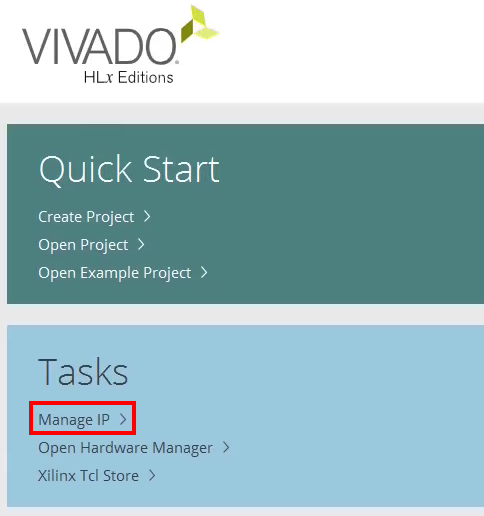 VIVADO.
HLx Editions
Quick Start
Create Project >
Open Project >
Open Example Project >
Tasks
Manage IP >
Open Hardware Manager >
Xilinx Tcl Store >